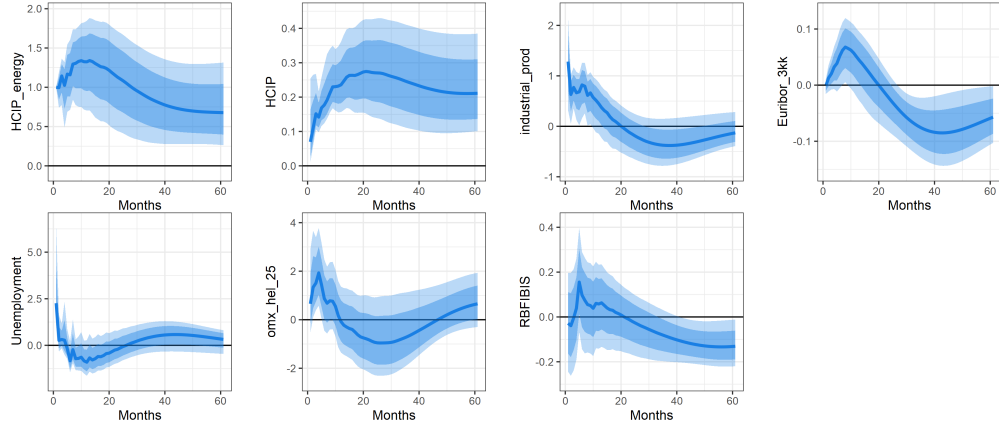 HCIP_energy
2.0
1.5
1.0
0.5
0.0
0 20 40 60
Months
HCIP
0.4
0.3
0.2
0.1
0.0
0 20 40 60
Months
industrial_prod
2
1
0
-1
0 20 40 60
Months
Euribor_3kk
0.1
0.0
-0.1
0 20 40 60
Months
Unemployment
5.0
2.5
0.0
0 20 40 60
Months
omx_hel_25
4
2
0
-2
0 20 40 60
Months
RBFIBIS
0.4
0.2
0.0
-0.2
0 20 40 60
Months